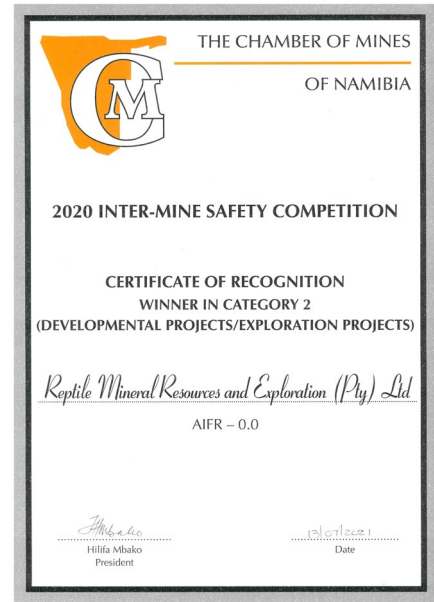 THE CHAMBER OF MINES
OF NAMIBIA
CM
2020 INTER-MINE SAFETY COMPETITION
CERTIFICATE OF RECOGNITION
WINNER IN CATEGORY 2
(DEVELOPMENTAL PROJECTS/EXPLORATION PROJECTS)
Reptile Mineral Resources and Exploration (Pty) Ltd
AIFR – 0.0
HMbako 13/07/2021
Hilifa Mbako Date
President